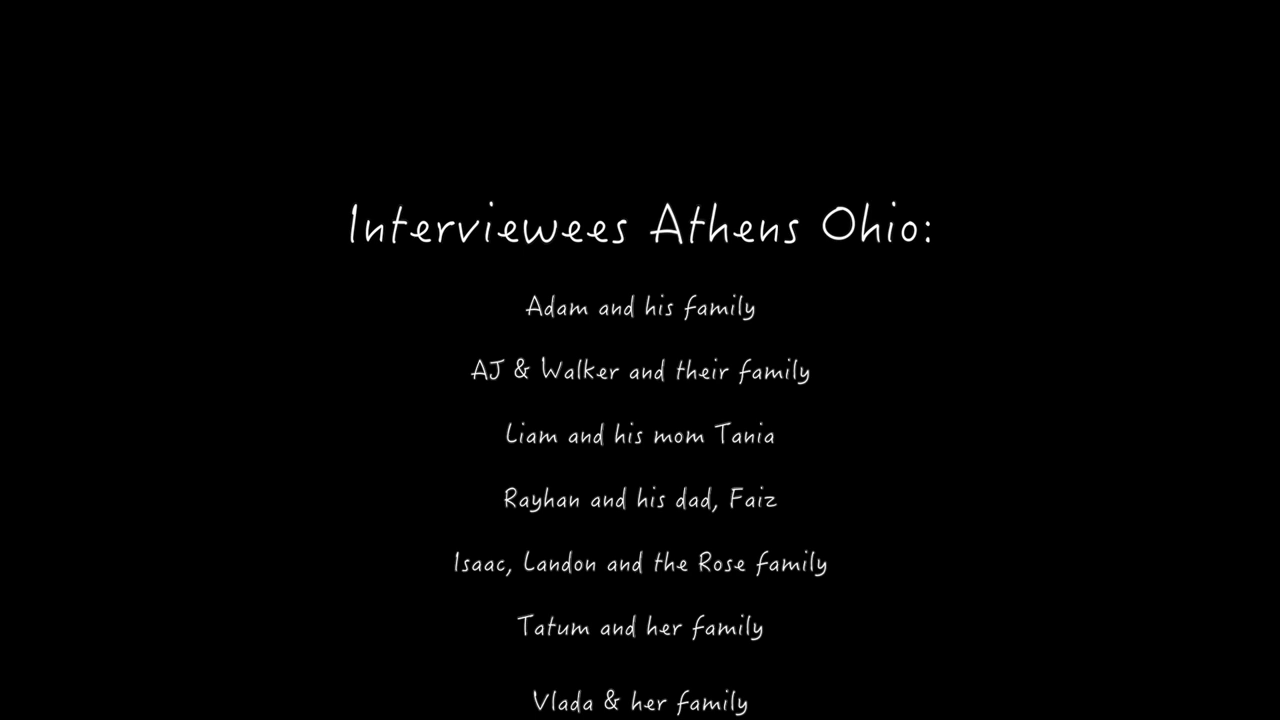 Interviewees Athens Ohio:
Adam and his family
AJ & Walker and their family
Liam and his mom Tania
Rayhan and his dad, Faiz
Isaac, Landon and the Rose family
Tatum and her family
Vlada & her family